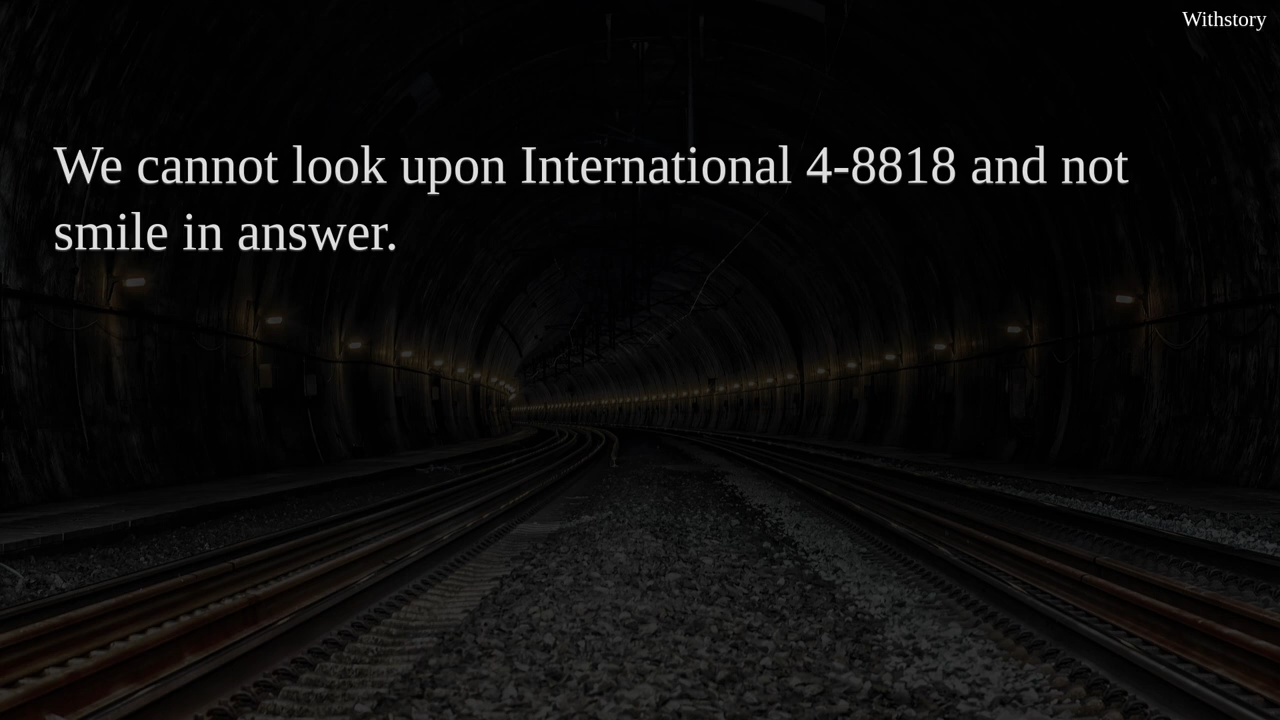 Withstory
We cannot look upon International 4-8818 and not
smile in answer.